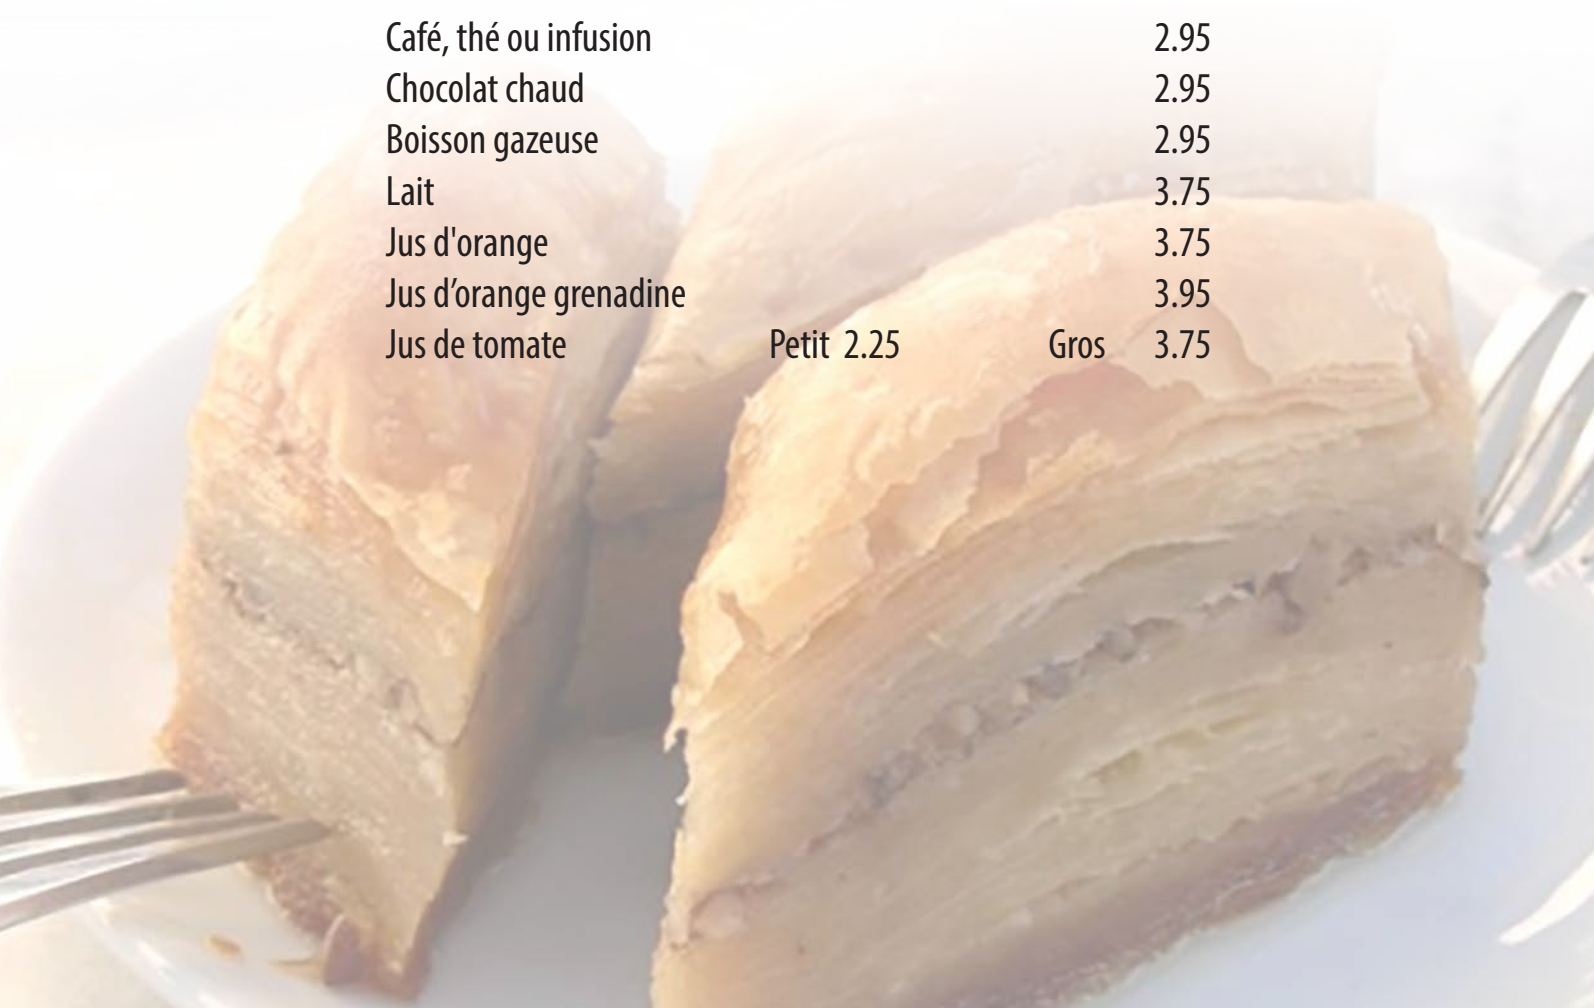 Café, thé ou infusion 2.95
Chocolat chaud 2.95
Boisson gazeuse 2.95
Lait 3.75
Jus d'orange 3.75
Jus d’orange grenadine 3.95
Jus de tomate Petit 2.25 Gros 3.75